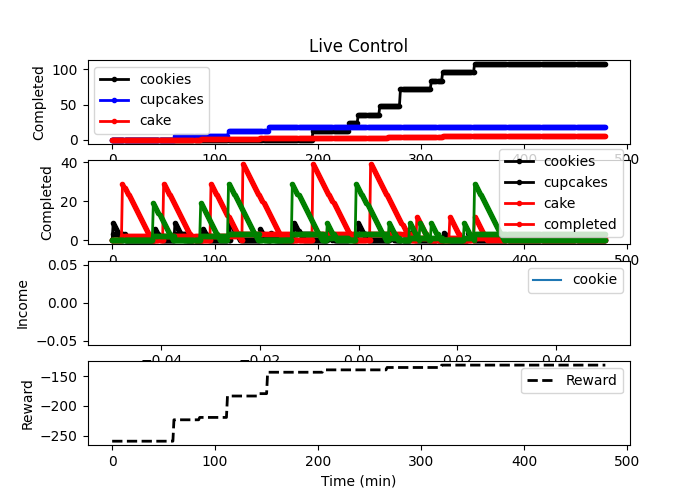 Live Control
Completed
100
50
0
cookies
cupcakes
cake
0 100 200 300 400 500
Completed
40
20
0
cookies
cupcakes
cake
completed
0 100 200 300 400 500
Income
0.05
0.00
−0.05
cookie
−0.04 −0.02 0.00 0.02 0.04
Reward
−150
−200
−250
Reward
0 100 200 300 400 500
Time (min)